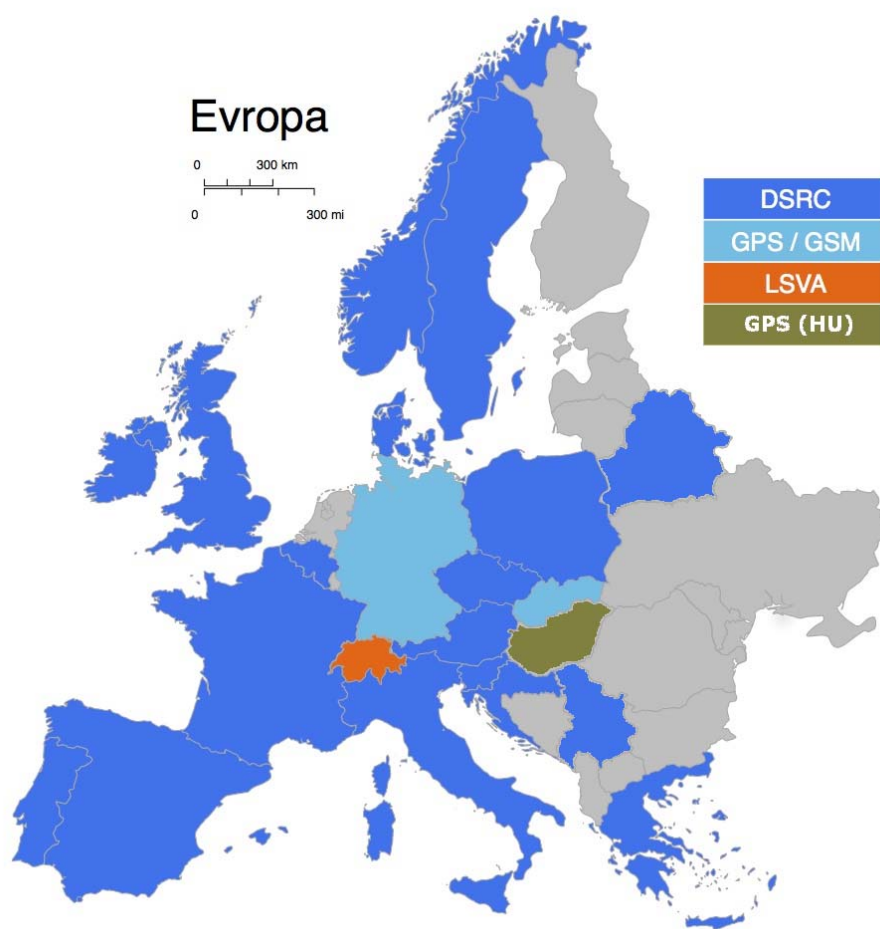 Evropa
0 300 km
0 300 mi
DSRC
GPS / GSM
LSVA
GPS (HU)